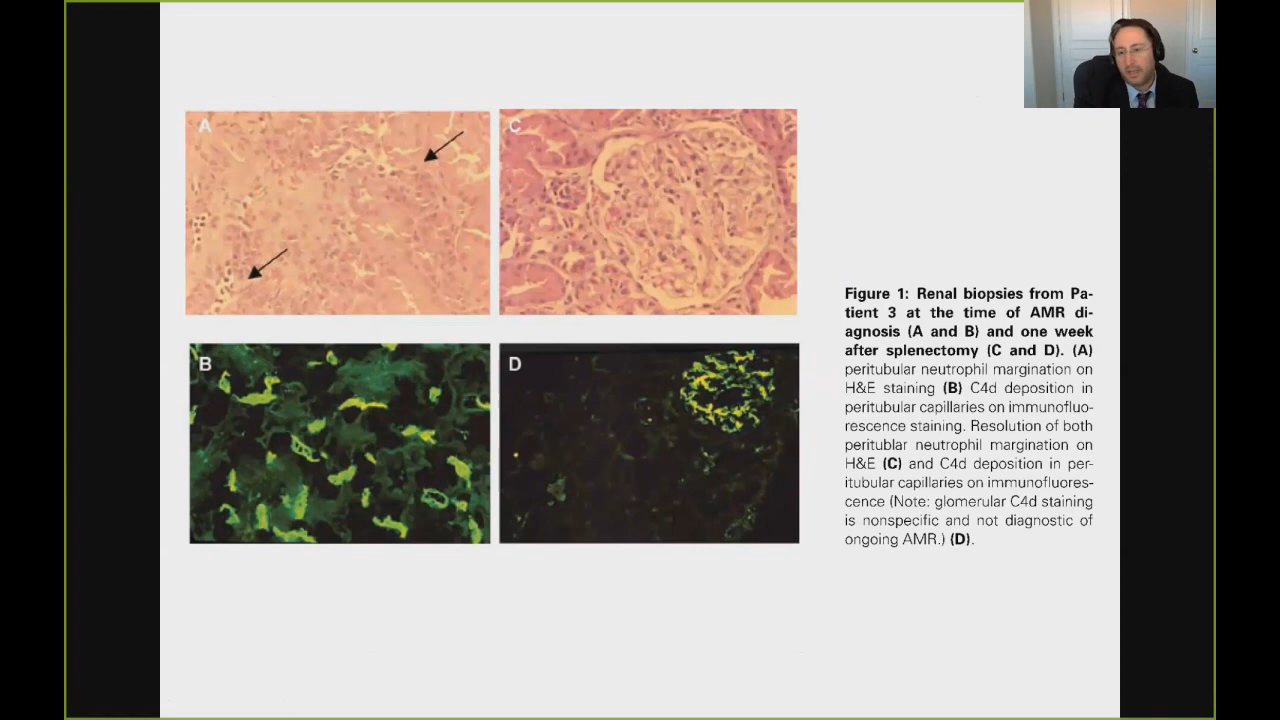 A
C
B
D
Figure 1: Renal biopsies from Pa-
tient 3 at the time of AMR di-
agnosis (A and B) and one week
after splenectomy (C and D). (A)
peritubular neutrophil margination on
H&E staining (B) C4d deposition in
peritubular capillaries on immunofluo-
rescence staining. Resolution of both
peritublar neutrophil margination on
H&E (C) and C4d deposition in per-
itubular capillaries on immunofluores-
cence (Note: glomerular C4d staining
is nonspecific and not diagnostic of
ongoing AMR.) (D).